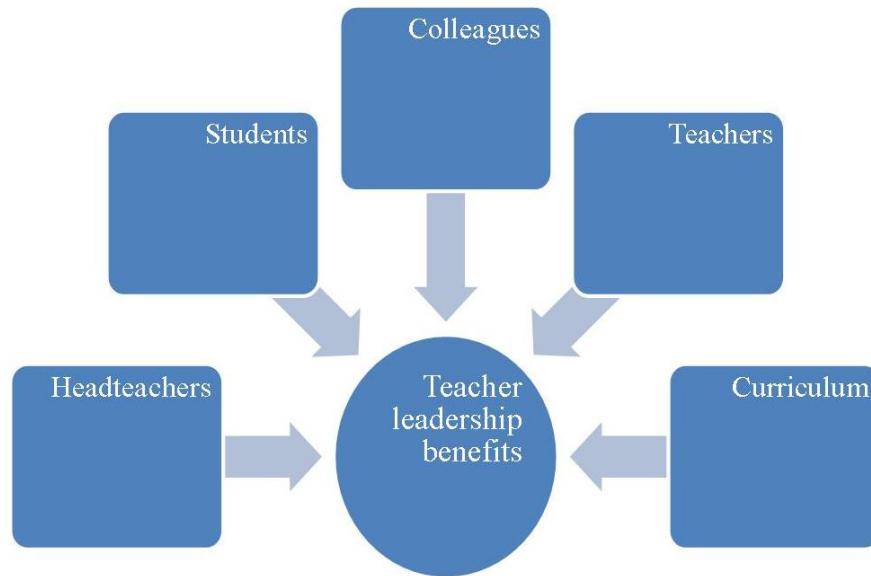 Colleagues
Students
Teachers
Headteachers
Teacher
leadership
benefits
Curriculum